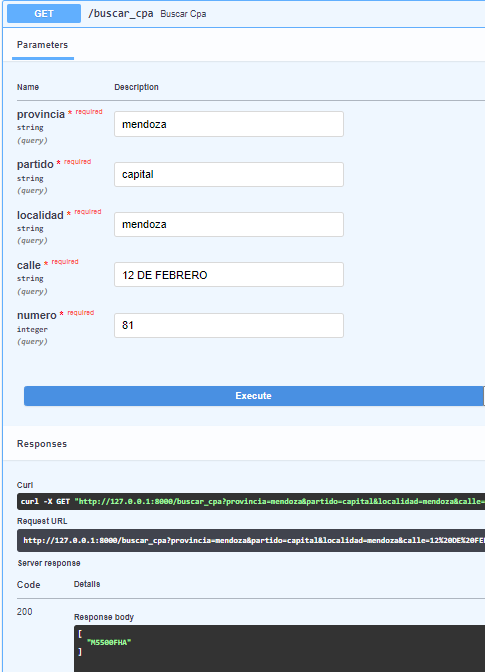 GET /buscar_cpa Buscar Cpa
Parameters
Name Description
provincia * required
string
(query)
mendoza
partido * required
string
(query)
capital
localidad * required
string
(query)
mendoza
calle * required
string
(query)
12 DE FEBRERO
numero * required
integer
(query)
81
Execute
Responses
Curl
curl -X GET "http://127.0.0.1:8000/buscar_cpa?provincia=mendoza&partido=capital&localidad=mendoza&calle=
Request URL
http://127.0.0.1:8000/buscar_cpa?provincia=mendoza&partido=capital&localidad=mendoza&calle=12%20DE%20FE
Server response
Code Details
200
Response body
[
"M5500FHA"
]